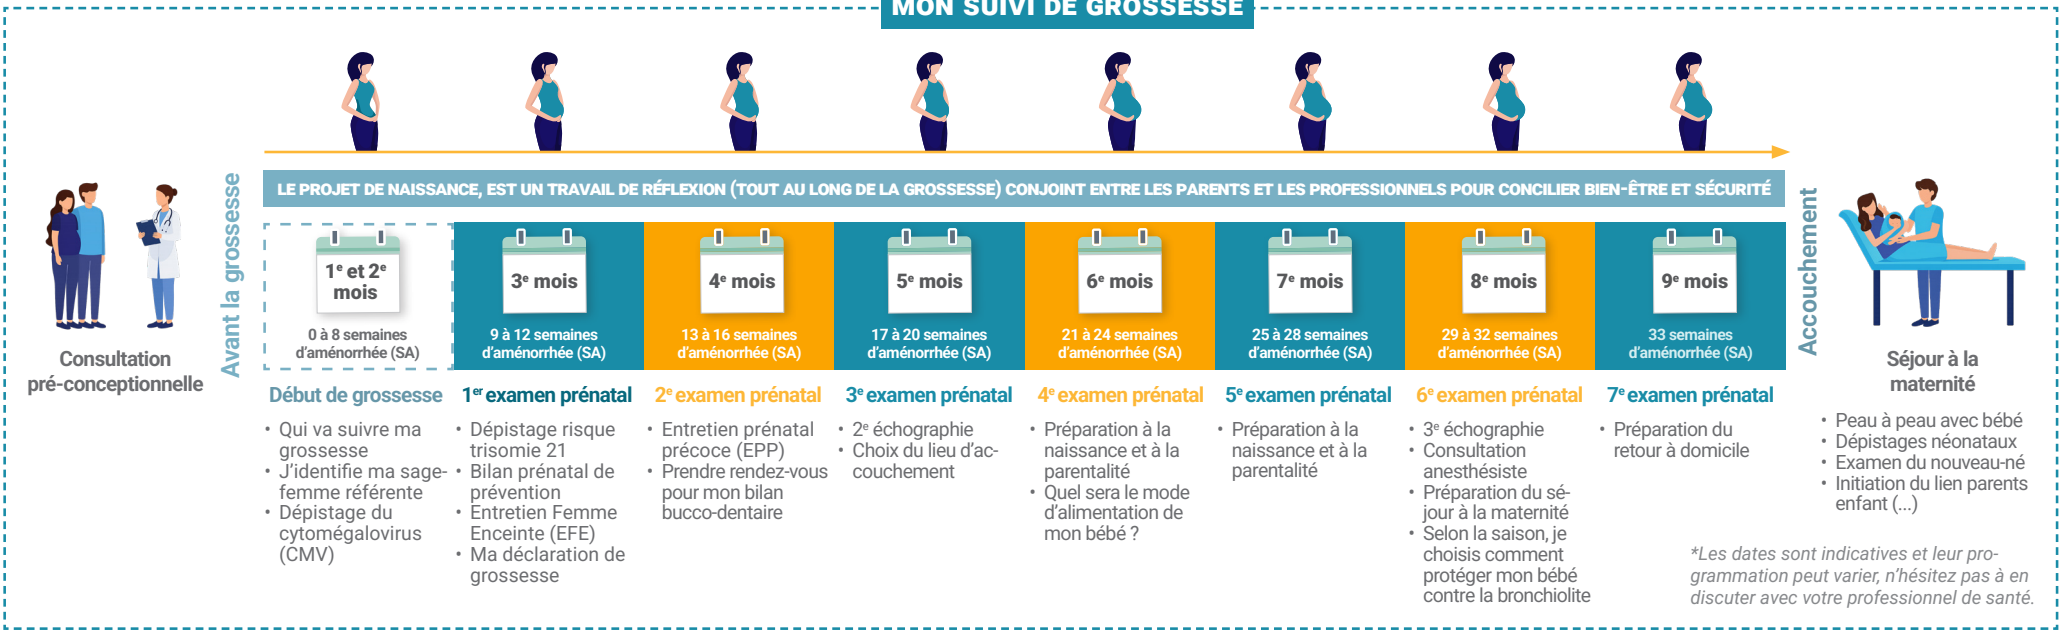 MON SUIVI DE GROSSESSE
LE PROJET DE NAISSANCE, EST UN TRAVAIL DE RÉFLEXION (TOUT AU LONG DE LA GROSSESSE) CONJOINT ENTRE LES PARENTS ET LES PROFESSIONNELS POUR CONCILIER BIEN-ÊTRE ET SÉCURITÉ
Consultation
pré-conceptionnelle
Avant la grossesse
1e et 2e
mois
0 à 8 semaines
d'aménorrhée (SA)
Début de grossesse
• Qui va suivre ma
grossesse
• J'identifie ma sage-
femme référente
• Dépistage du
cytomégalovirus
(CMV)
3e mois
9 à 12 semaines
d'aménorrhée (SA)
1er examen prénatal
• Dépistage risque
trisomie 21
• Bilan prénatal de
prévention
• Entretien Femme
Enceinte (EFE)
• Ma déclaration de
grossesse
4e mois
13 à 16 semaines
d'aménorrhée (SA)
2e examen prénatal
• Entretien prénatal
précoce (EPP)
• Prendre rendez-vous
pour mon bilan
bucco-dentaire
5e mois
17 à 20 semaines
d'aménorrhée (SA)
3e examen prénatal
• 2e échographie
• Choix du lieu d'ac-
couchement
6e mois
21 à 24 semaines
d'aménorrhée (SA)
4e examen prénatal
• Préparation à la
naissance et à la
parentalité
• Quel sera le mode
d'alimentation de
mon bébé ?
7e mois
25 à 28 semaines
d'aménorrhée (SA)
5e examen prénatal
• Préparation à la
naissance et à la
parentalité
8e mois
29 à 32 semaines
d'aménorrhée (SA)
6e examen prénatal
• 3e échographie
• Consultation
anesthésiste
• Préparation du sé-
jour à la maternité
• Selon la saison, je
choisis comment
protéger mon bébé
contre la bronchiolite
9e mois
33 semaines
d'aménorrhée (SA)
7e examen prénatal
• Préparation du
retour à domicile
Accouchement
Séjour à la
maternité
• Peau à peau avec bébé
• Dépistages néonataux
• Examen du nouveau-né
• Initiation du lien parents
enfant (...)
*Les dates sont indicatives et leur pro-
grammation peut varier, n'hésitez pas à en
discuter avec votre professionnel de santé.